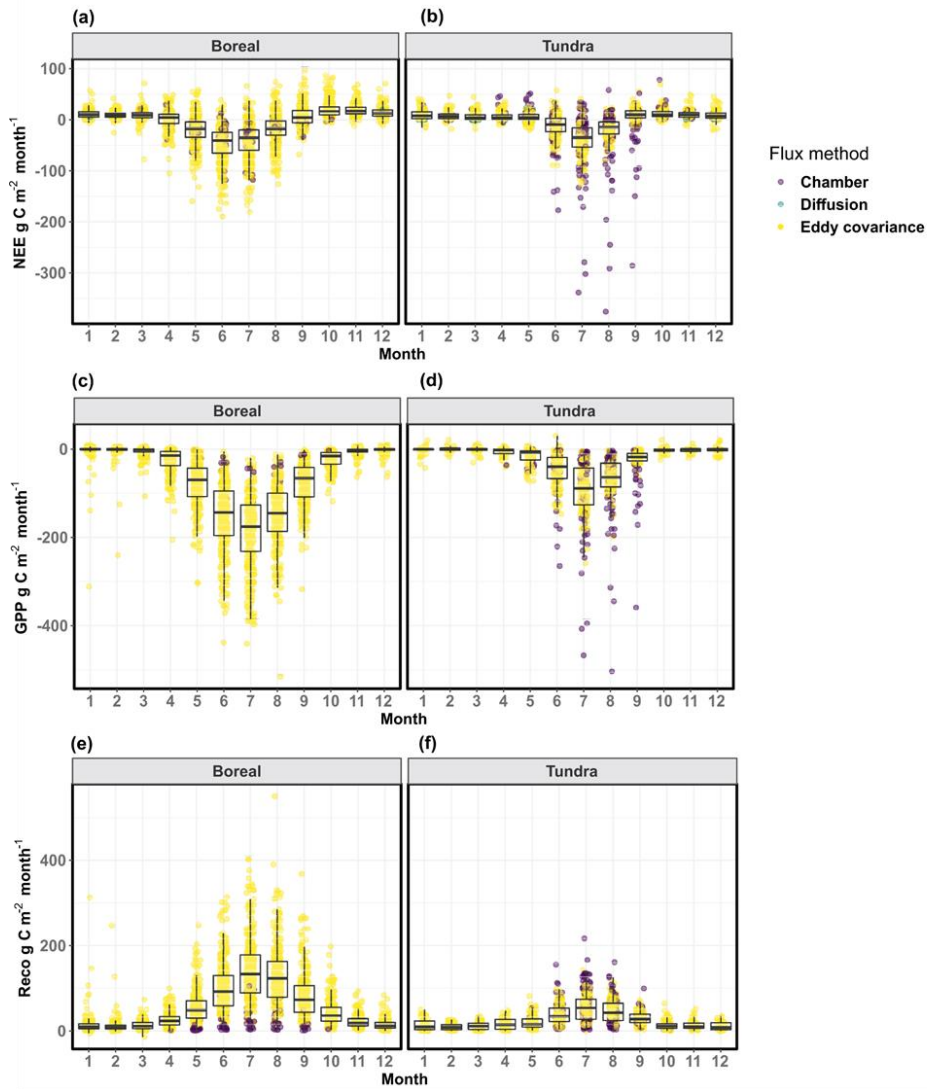 (a)
(b)
Boreal
Tundra
100
0
-100
-200
-300
NEE g C m⁻² month⁻¹
1 2 3 4 5 6 7 8 9 10 11 12
1 2 3 4 5 6 7 8 9 10 11 12
Month
Flux method
Chamber
Diffusion
Eddy covariance
(c)
(d)
Boreal
Tundra
0
-200
-400
GPP g C m⁻² month⁻¹
1 2 3 4 5 6 7 8 9 10 11 12
1 2 3 4 5 6 7 8 9 10 11 12
Month
(e)
(f)
Boreal
Tundra
400
200
0
Reco g C m⁻² month⁻¹
1 2 3 4 5 6 7 8 9 10 11 12
1 2 3 4 5 6 7 8 9 10 11 12
Month